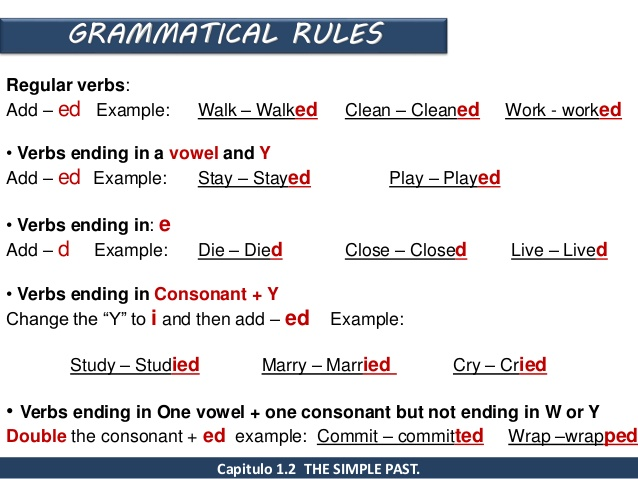 GRAMMATICAL RULES
Regular verbs:
Add – ed Example: Walk – Walked Clean – Cleaned Work - worked
• Verbs ending in a vowel and Y
Add – ed Example: Stay – Stayed Play – Played
• Verbs ending in: e
Add – d Example: Die – Died Close – Closed Live – Lived
• Verbs ending in Consonant + Y
Change the “Y” to i and then add – ed Example:
Study – Studied Marry – Married Cry – Cried
• Verbs ending in One vowel + one consonant but not ending in W or Y
Double the consonant + ed example: Commit – committed Wrap –wrapped
Capitulo 1.2 THE SIMPLE PAST.